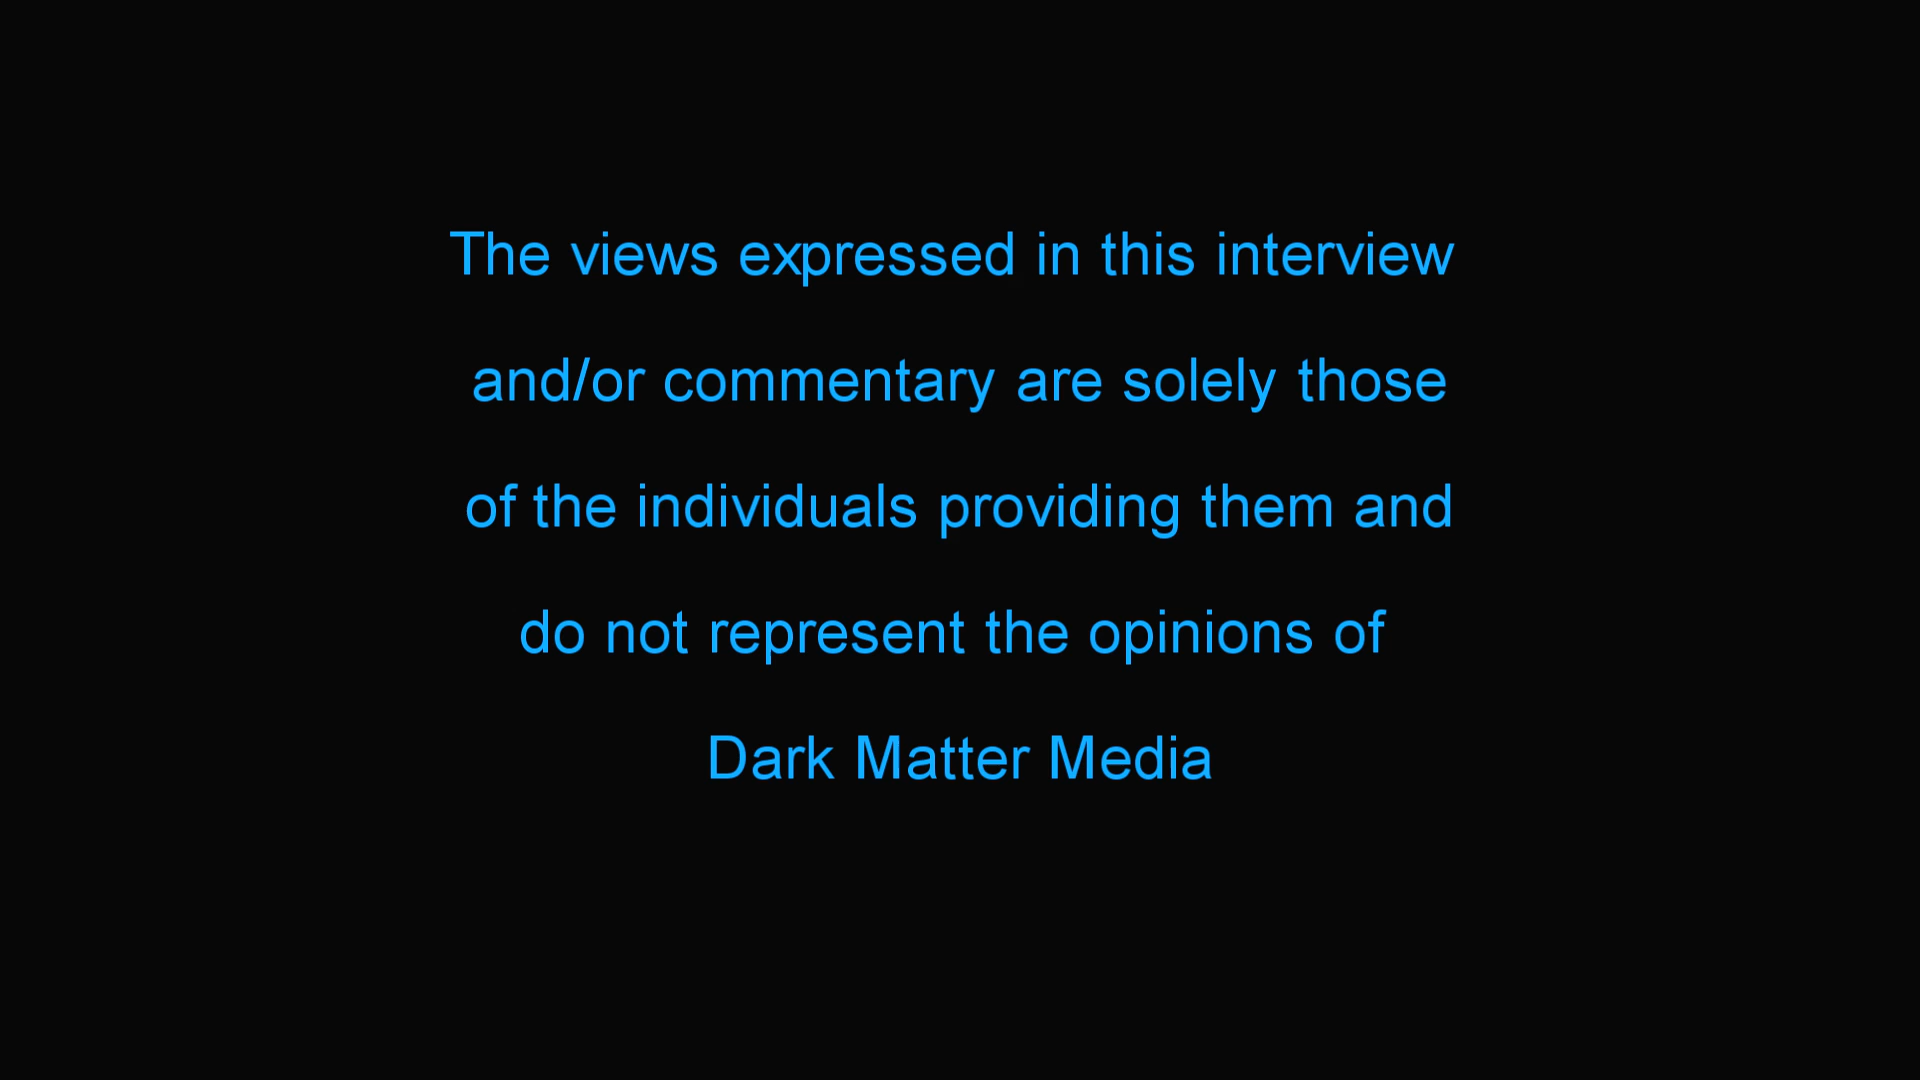 The views expressed in this interview
and/or commentary are solely those
of the individuals providing them and
do not represent the opinions of
Dark Matter Media